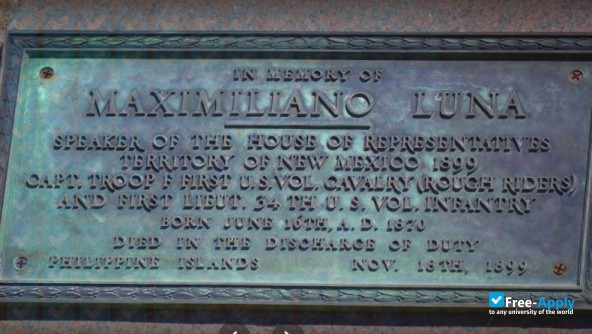 IN MEMORY OF
MAXIMILIANO LUNA
SPEAKER OF THE HOUSE OF REPRESENTATIVES
TERRITORY OF NEW MEXICO 1899
CAPT. TROOP F FIRST U.S. VOL. CAVALRY (ROUGH RIDERS)
AND FIRST LIEUT. 34TH U.S. VOL. INFANTRY
BORN JUNE 16TH, A.D. 1870
DIED IN THE DISCHARGE OF DUTY
PHILIPPINE ISLANDS NOV. 18TH, 1899
Free-Apply
to any university of the world